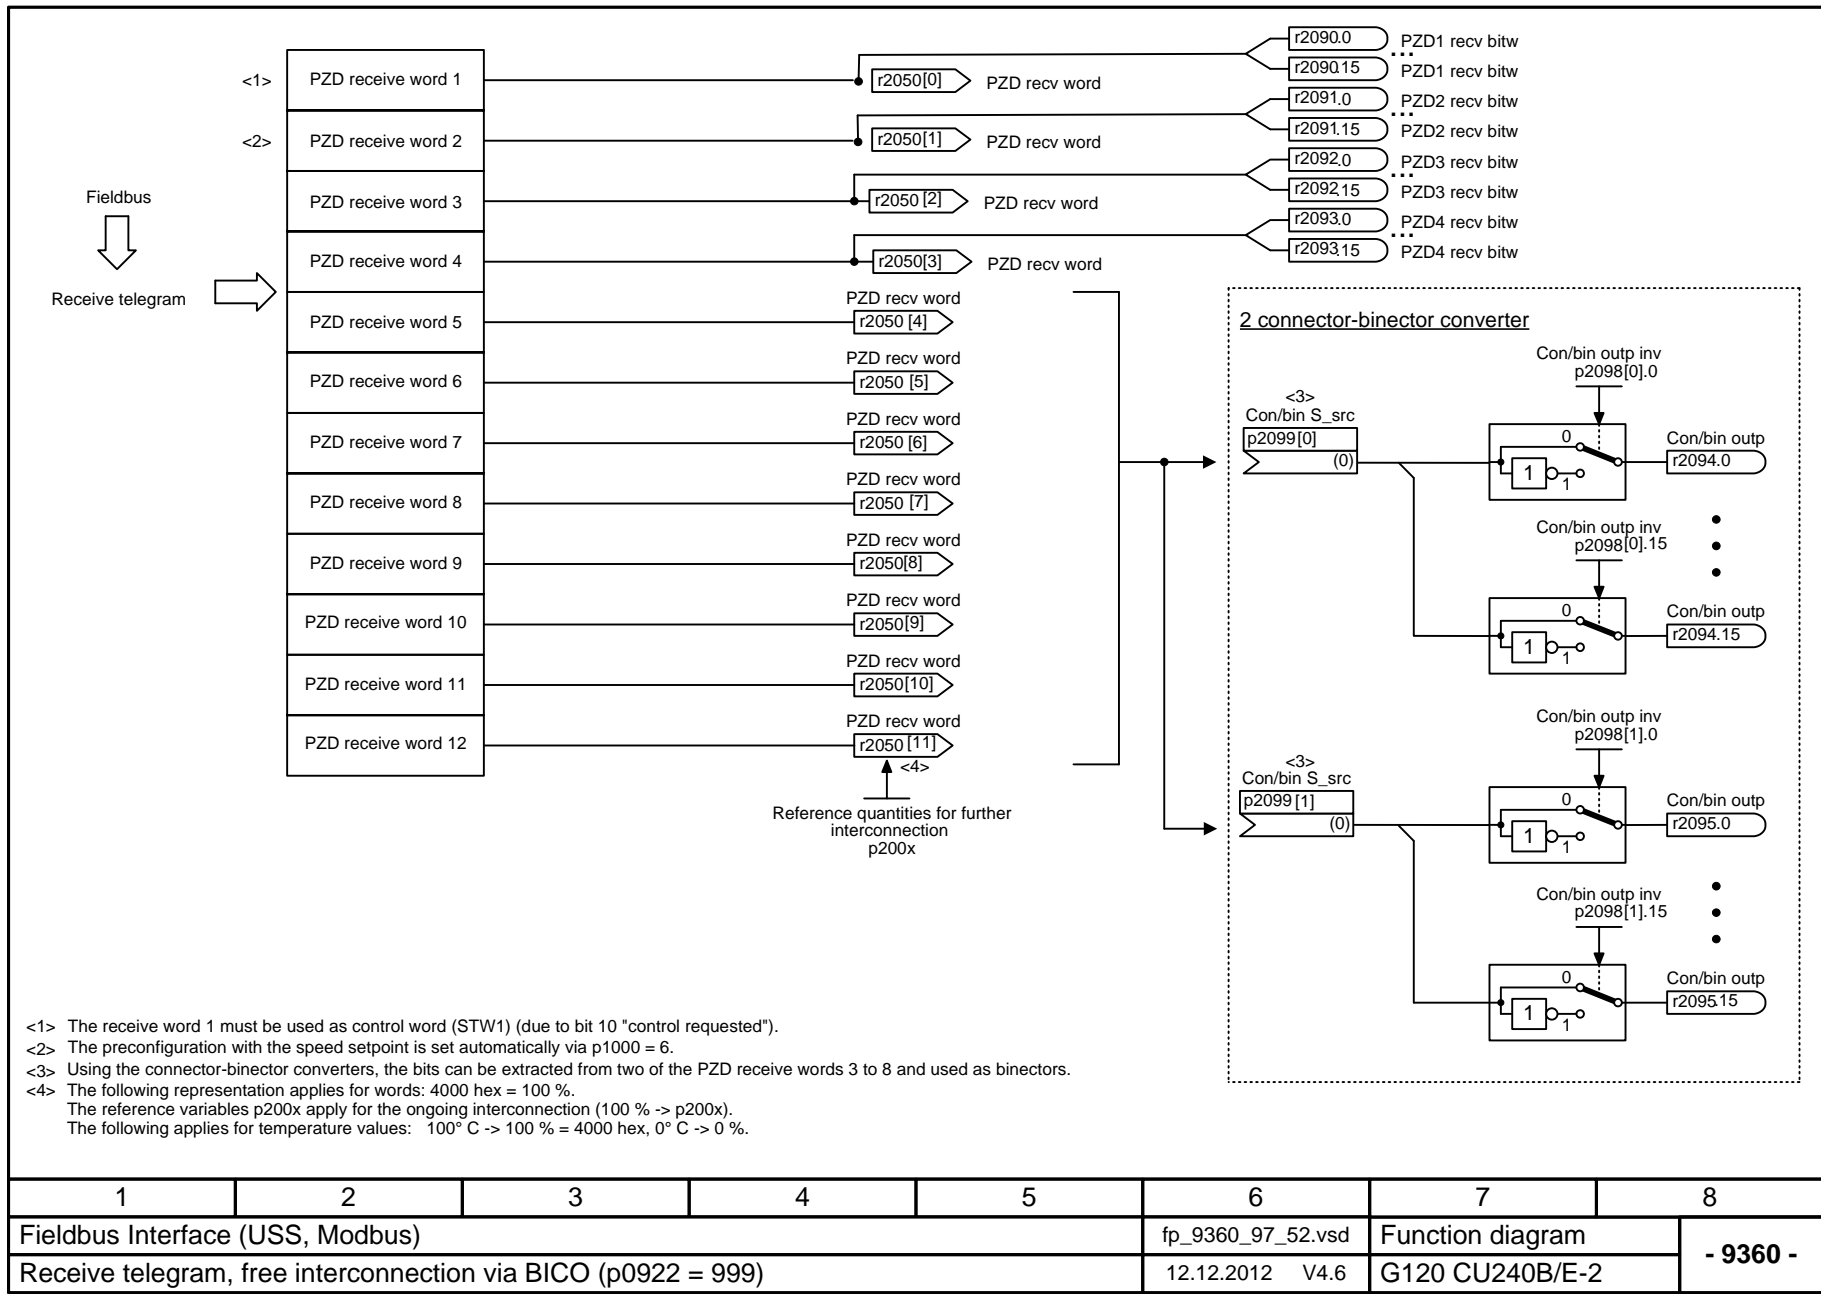 <1>
PZD receive word 1
r2050[0]
PZD recv word
r2090.0
PZD1 recv bitw
...
r2090.15
PZD1 recv bitw
<2>
PZD receive word 2
r2050[1]
PZD recv word
r2091.0
PZD2 recv bitw
...
r2091.15
PZD2 recv bitw
PZD receive word 3
r2050 [2]
PZD recv word
r2092.0
PZD3 recv bitw
...
r2092.15
PZD3 recv bitw
PZD receive word 4
r2050[3]
PZD recv word
r2093.0
PZD4 recv bitw
...
r2093.15
PZD4 recv bitw
Fieldbus
Receive telegram
PZD receive word 5
PZD recv word
r2050 [4]
PZD receive word 6
PZD recv word
r2050 [5]
PZD receive word 7
PZD recv word
r2050 [6]
PZD receive word 8
PZD recv word
r2050 [7]
PZD receive word 9
PZD recv word
r2050[8]
PZD receive word 10
PZD recv word
r2050[9]
PZD receive word 11
PZD recv word
r2050[10]
PZD receive word 12
PZD recv word
r2050 [11]
<4>
Reference quantities for further
interconnection
p200x
2 connector-binector converter
<3>
Con/bin S_src
p2099[0]
(0)
Con/bin outp inv
p2098[0].0
0
1
1
Con/bin outp
r2094.0
Con/bin outp inv
p2098[0].15
0
1
1
Con/bin outp
r2094.15
<3>
Con/bin S_src
p2099 [1]
(0)
Con/bin outp inv
p2098[1].0
0
1
1
Con/bin outp
r2095.0
Con/bin outp inv
p2098[1].15
0
1
1
Con/bin outp
r2095.15
<1> The receive word 1 must be used as control word (STW1) (due to bit 10 "control requested").
<2> The preconfiguration with the speed setpoint is set automatically via p1000 = 6.
<3> Using the connector-binector converters, the bits can be extracted from two of the PZD receive words 3 to 8 and used as binectors.
<4> The following representation applies for words: 4000 hex = 100 %.
The reference variables p200x apply for the ongoing interconnection (100 % -> p200x).
The following applies for temperature values: 100° C -> 100 % = 4000 hex, 0° C -> 0 %.
1 2 3 4 5 6 7 8
Fieldbus Interface (USS, Modbus)
fp_9360_97_52.vsd
Function diagram
- 9360 -
Receive telegram, free interconnection via BICO (p0922 = 999)
12.12.2012 V4.6
G120 CU240B/E-2